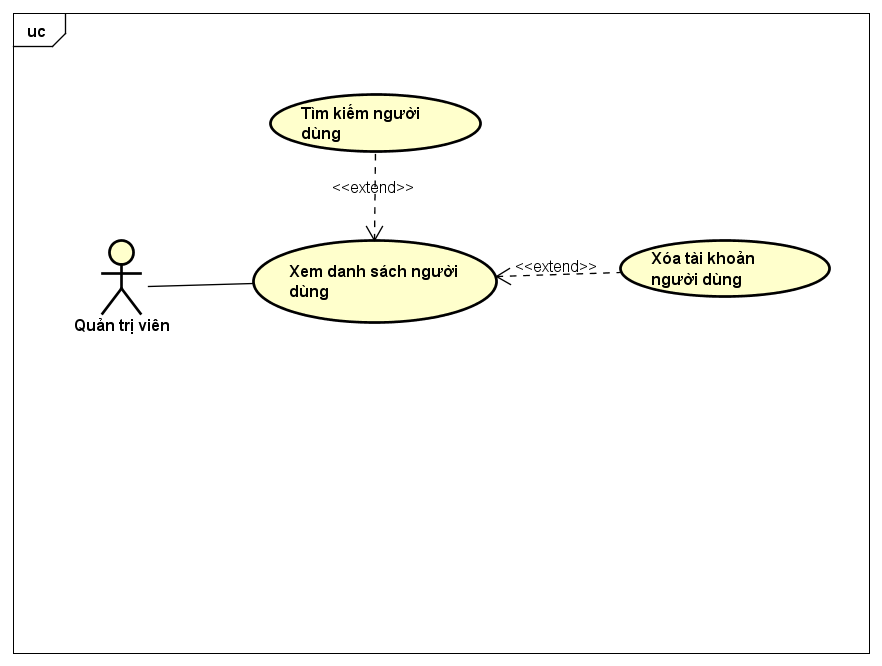 uc
Tìm kiếm người
dùng
<<extend>>
Xem danh sách người
dùng
<<extend>>
Xóa tài khoản
người dùng
Quản trị viên